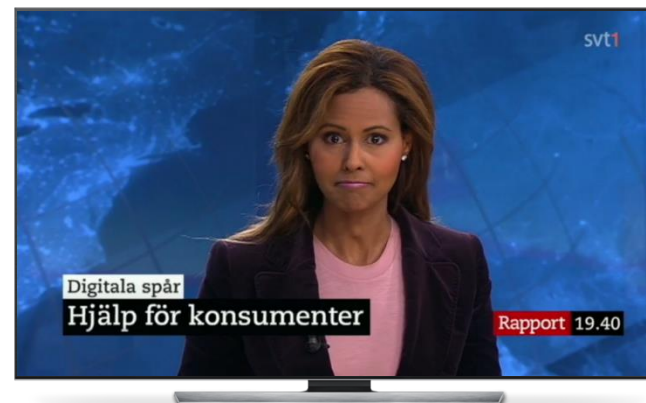 svt1
Digitala spår
Hjälp för konsumenter
Rapport 19.40